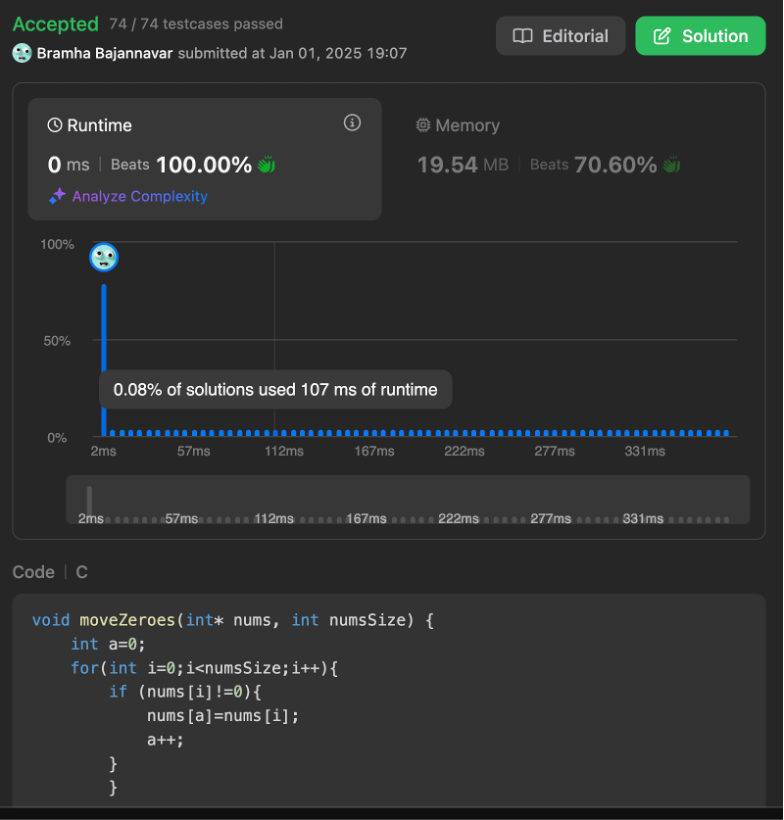 Accepted 74 / 74 testcases passed
Bramha Bajannavar submitted at Jan 01, 2025 19:07
Editorial
Solution
Runtime
0 ms | Beats 100.00%
Analyze Complexity
Memory
19.54 MB | Beats 70.60%
100%
50%
0%
0.08% of solutions used 107 ms of runtime
2ms 57ms 112ms 167ms 222ms 277ms 331ms
2ms 57ms 112ms 167ms 222ms 277ms 331ms
Code | C
void moveZeroes(int* nums, int numsSize) {
    int a=0;
    for(int i=0;i<numsSize;i++){
        if (nums[i]!=0){
            nums[a]=nums[i];
            a++;
        }
        }